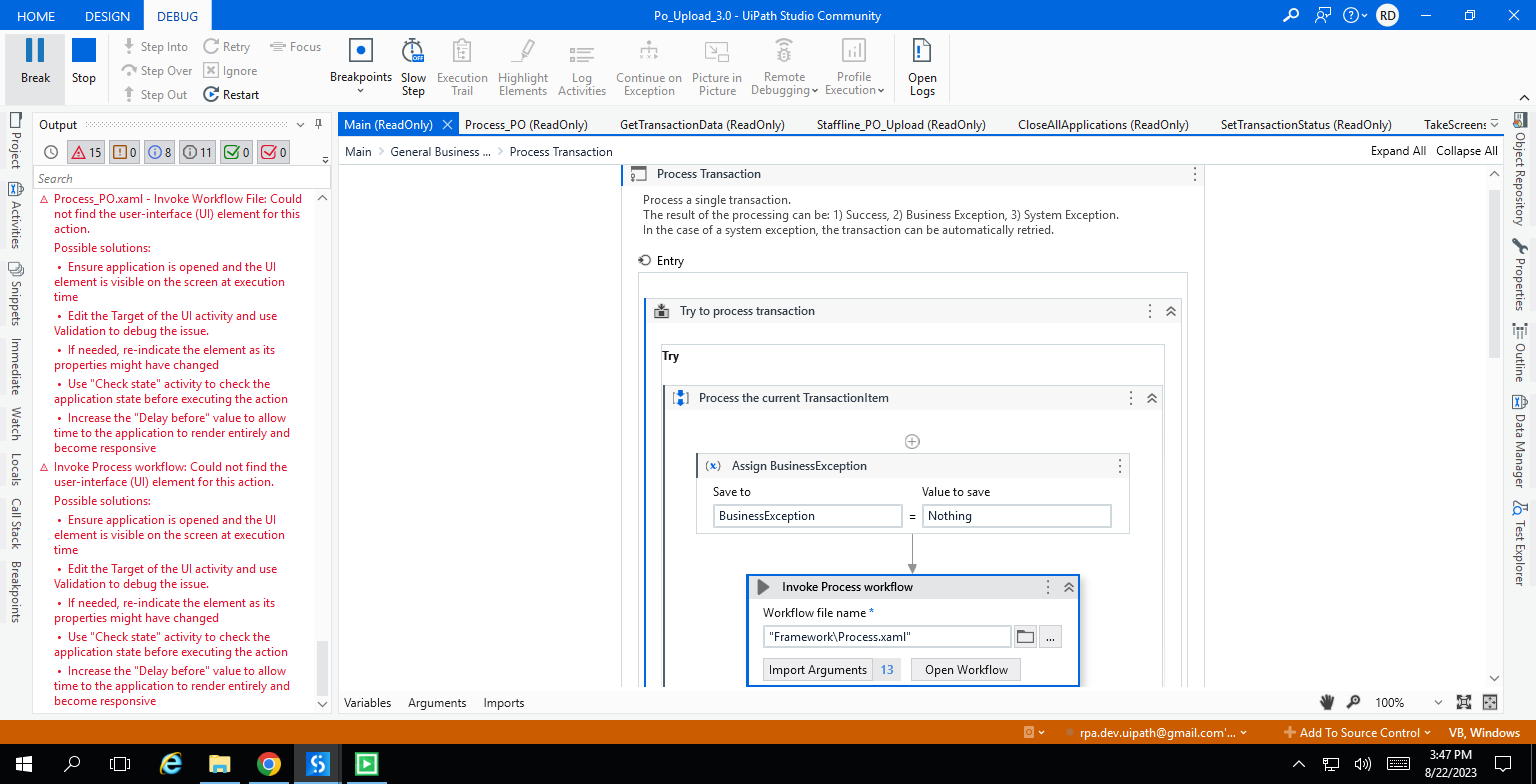 HOME DESIGN DEBUG
Po_Upload_3.0 - UiPath Studio Community
RD
Break
Stop
Step Into
Step Over
Step Out
Retry
Ignore
Restart
Focus
Breakpoints
Slow
Step
OFF
Execution
Trail
Highlight
Elements
Log
Activities
Continue on
Exception
Picture in
Picture
Remote
Debugging
Profile
Execution
Open
Logs
Project
Activities
Snippets
Immediate
Watch
Locals
Call Stack
Breakpoints
Output
15 0 8 11 0 0
Search
Process_PO.xaml - Invoke Workflow File: Could
not find the user-interface (UI) element for this
action.
Possible solutions:
• Ensure application is opened and the UI
element is visible on the screen at execution
time
• Edit the Target of the UI activity and use
Validation to debug the issue.
• If needed, re-indicate the element as its
properties might have changed
• Use "Check state" activity to check the
application state before executing the action
• Increase the "Delay before" value to allow
time to the application to render entirely and
become responsive
Invoke Process workflow: Could not find the
user-interface (UI) element for this action.
Possible solutions:
• Ensure application is opened and the UI
element is visible on the screen at execution
time
• Edit the Target of the UI activity and use
Validation to debug the issue.
• If needed, re-indicate the element as its
properties might have changed
• Use "Check state" activity to check the
application state before executing the action
• Increase the "Delay before" value to allow
time to the application to render entirely and
become responsive
Main (ReadOnly) Process_PO (ReadOnly) GetTransactionData (ReadOnly) Staffline_PO_Upload (ReadOnly) CloseAllApplications (ReadOnly) SetTransactionStatus (ReadOnly) TakeScreens
Main General Business ... Process Transaction
Expand All Collapse All
Process Transaction
Process a single transaction.
The result of the processing can be: 1) Success, 2) Business Exception, 3) System Exception.
In the case of a system exception, the transaction can be automatically retried.
Entry
Try to process transaction
Try
Process the current TransactionItem
(x) Assign BusinessException
Save to Value to save
BusinessException = Nothing
Invoke Process workflow
Workflow file name *
"Framework\Process.xaml" ...
Import Arguments 13 Open Workflow
Variables Arguments Imports
100%
Object Repository
Properties
Outline
Data Manager
Test Explorer
rpa.dev.uipath@gmail.com'...
Add To Source Control
VB, Windows
3:47 PM
8/22/2023